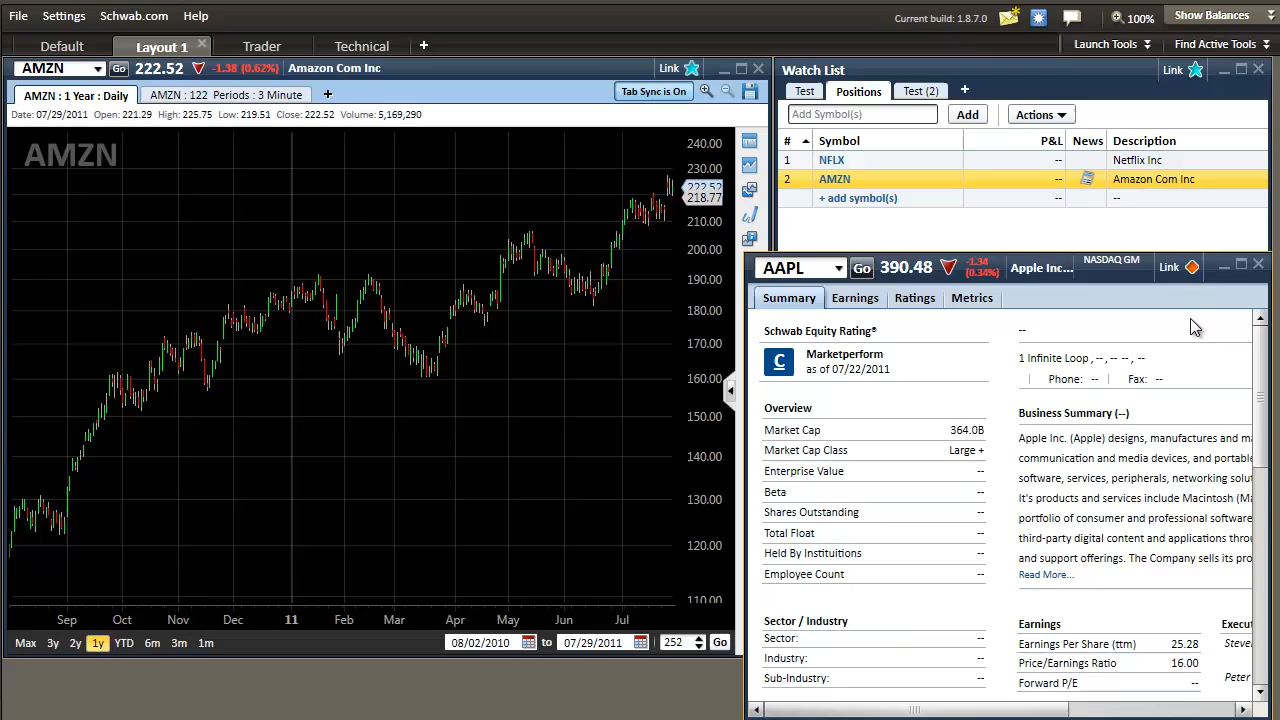 File Settings Schwab.com Help Current build: 1.8.7.0 100% Show Balances
Default Layout 1 Trader Technical + Launch Tools Find Active Tools
AMZN Go 222.52 -1.38 (0.62%) Amazon Com Inc Link
AMZN : 1 Year : Daily AMZN : 122 Periods : 3 Minute + Tab Sync is On
Date: 07/29/2011 Open: 221.29 High: 225.75 Low: 219.51 Close: 222.52 Volume: 5,169,290
AMZN
240.00
230.00
222.52
218.77
210.00
200.00
190.00
180.00
170.00
160.00
150.00
140.00
130.00
120.00
110.00
Sep Oct Nov Dec 11 Feb Mar Apr May Jun Jul
Max 3y 2y 1y YTD 6m 3m 1m 08/02/2010 to 07/29/2011 252 Go
Watch List Link
Test Positions Test (2) +
Add Symbol(s) Add Actions
# Symbol P&L News Description
1 NFLX -- Netflix Inc
2 AMZN -- Amazon Com Inc
+ add symbol(s) -- --
AAPL Go 390.48 -1.34 (0.34%) Apple Inc... NASDAQ GM Link
Summary Earnings Ratings Metrics
Schwab Equity Rating®
C Marketperform
as of 07/22/2011
Overview
Market Cap 364.0B
Market Cap Class Large +
Enterprise Value --
Beta --
Shares Outstanding --
Total Float --
Held By Instituitions --
Employee Count --
Sector / Industry
Sector: --
Industry: --
Sub-Industry: --
--
1 Infinite Loop , -- , -- -- , --
| Phone: -- | Fax: --
Business Summary (--)
Apple Inc. (Apple) designs, manufactures and ma
communication and media devices, and portable
software, services, peripherals, networking solut
It's products and services include Macintosh (Ma
portfolio of consumer and professional software
third-party digital content and applications throu
and support offerings. The Company sells its pro
Read More...
Earnings
Earnings Per Share (ttm) 25.28
Price/Earnings Ratio 16.00
Forward P/E --
Execut
Steve
Peter